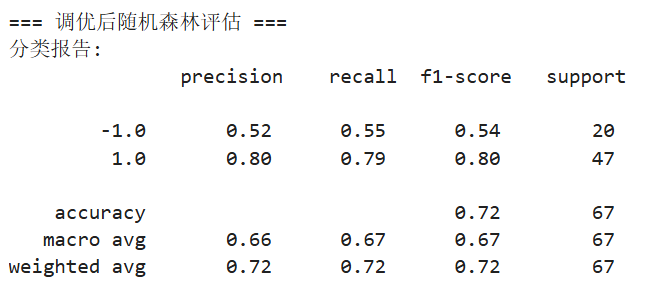 === 调优后随机森林评估 ===
分类报告:
precision recall f1-score support
-1.0 0.52 0.55 0.54 20
1.0 0.80 0.79 0.80 47
accuracy 0.72 67
macro avg 0.66 0.67 0.67 67
weighted avg 0.72 0.72 0.72 67